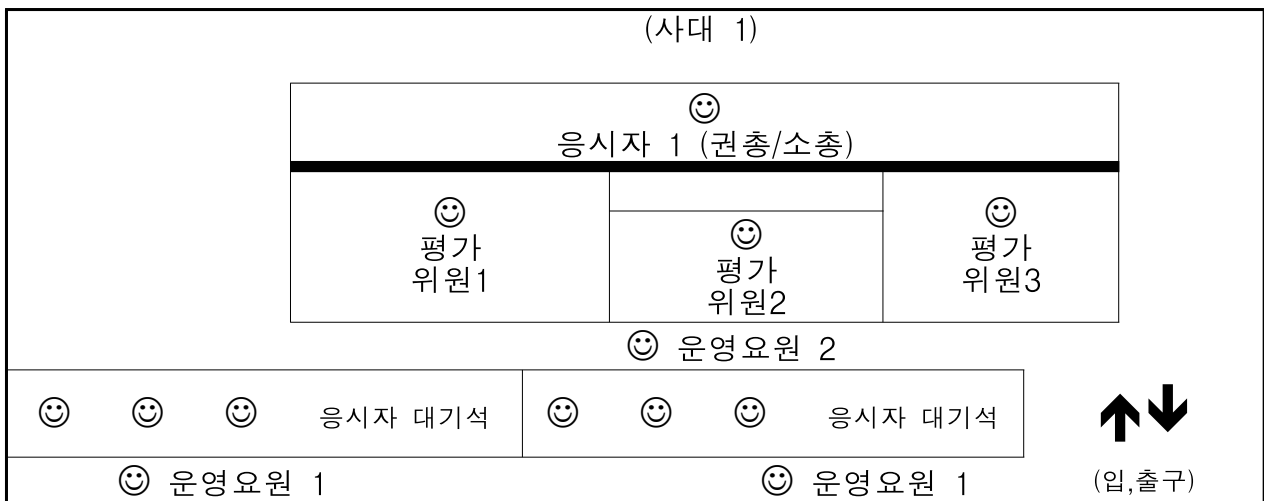 (사대 1)
☺
응시자 1 (권총/소총)
☺
평가
위원1
☺
평가
위원2
☺
평가
위원3
☺ 운영요원 2
☺ ☺ ☺ 응시자 대기석
☺ ☺ ☺ 응시자 대기석
☺ 운영요원 1
☺ 운영요원 1
(입,출구)